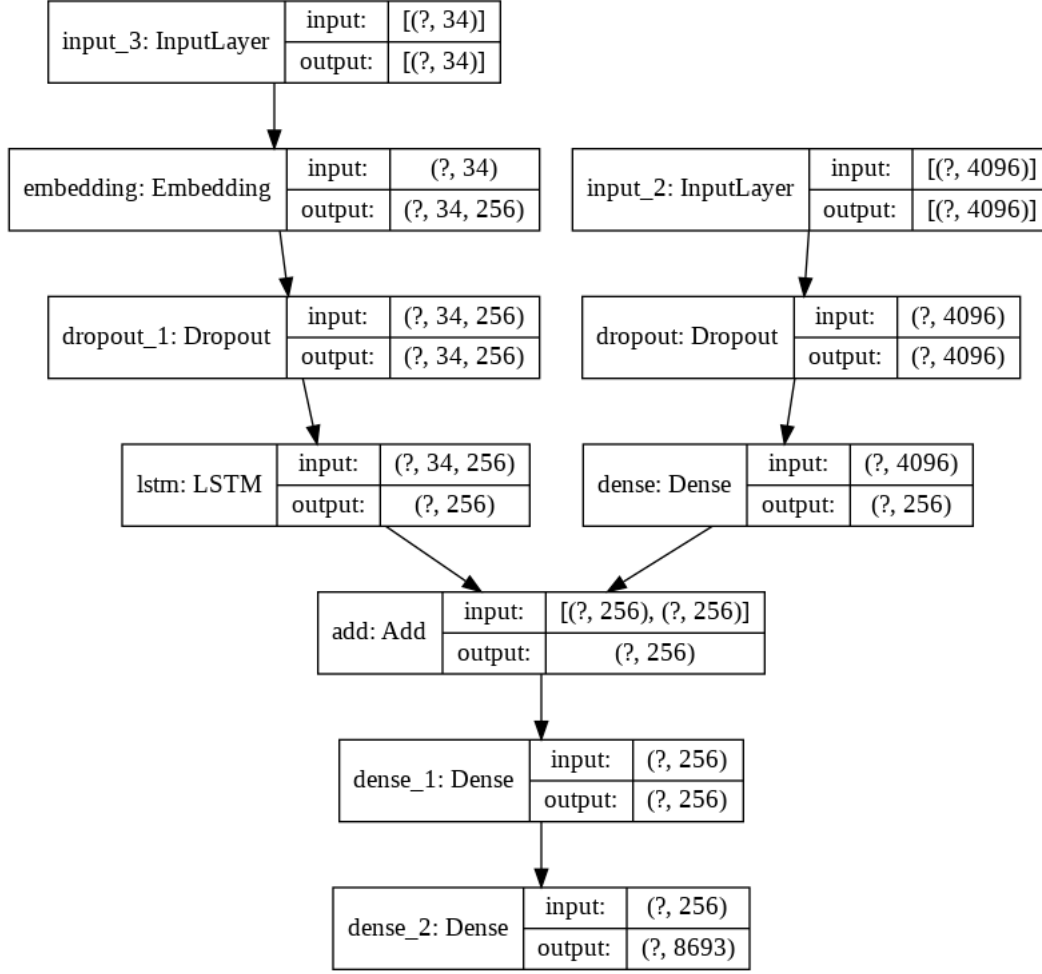 input_3: InputLayer
input: [(?, 34)]
output: [(?, 34)]
embedding: Embedding
input: (?, 34)
output: (?, 34, 256)
input_2: InputLayer
input: [(?, 4096)]
output: [(?, 4096)]
dropout_1: Dropout
input: (?, 34, 256)
output: (?, 34, 256)
dropout: Dropout
input: (?, 4096)
output: (?, 4096)
lstm: LSTM
input: (?, 34, 256)
output: (?, 256)
dense: Dense
input: (?, 4096)
output: (?, 256)
add: Add
input: [(?, 256), (?, 256)]
output: (?, 256)
dense_1: Dense
input: (?, 256)
output: (?, 256)
dense_2: Dense
input: (?, 256)
output: (?, 8693)